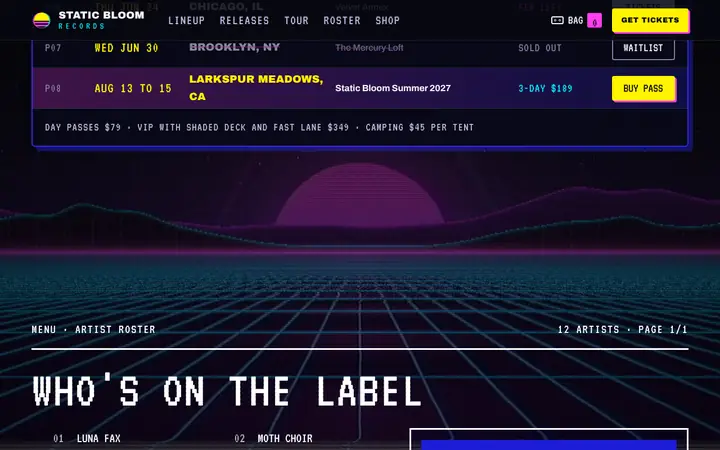 STATIC BLOOM
RECORDS
LINEUP RELEASES TOUR ROSTER SHOP
BAG 0
GET TICKETS
P07 WED JUN 30 BROOKLYN, NY The Mercury Loft SOLD OUT WAITLIST
P08 AUG 13 TO 15 LARKSPUR MEADOWS, CA Static Bloom Summer 2027 3-DAY $189 BUY PASS
DAY PASSES $79 · VIP WITH SHADED DECK AND FAST LANE $349 · CAMPING $45 PER TENT
MENU · ARTIST ROSTER
12 ARTISTS · PAGE 1/1
WHO'S ON THE LABEL
01 LUNA FAX
02 MOTH CHOIR